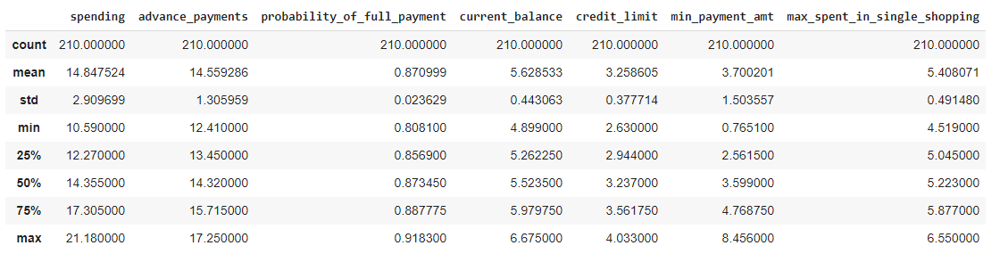 spending advance_payments probability_of_full_payment current_balance credit_limit min_payment_amt max_spent_in_single_shopping
count 210.000000 210.000000 210.000000 210.000000 210.000000 210.000000 210.000000
mean 14.847524 14.559286 0.870999 5.628533 3.258605 3.700201 5.408071
std 2.909699 1.305959 0.023629 0.443063 0.377714 1.503557 0.491480
min 10.590000 12.410000 0.808100 4.899000 2.630000 0.765100 4.519000
25% 12.270000 13.450000 0.856900 5.262250 2.944000 2.561500 5.045000
50% 14.355000 14.320000 0.873450 5.523500 3.237000 3.599000 5.223000
75% 17.305000 15.715000 0.887775 5.979750 3.561750 4.768750 5.877000
max 21.180000 17.250000 0.918300 6.675000 4.033000 8.456000 6.550000